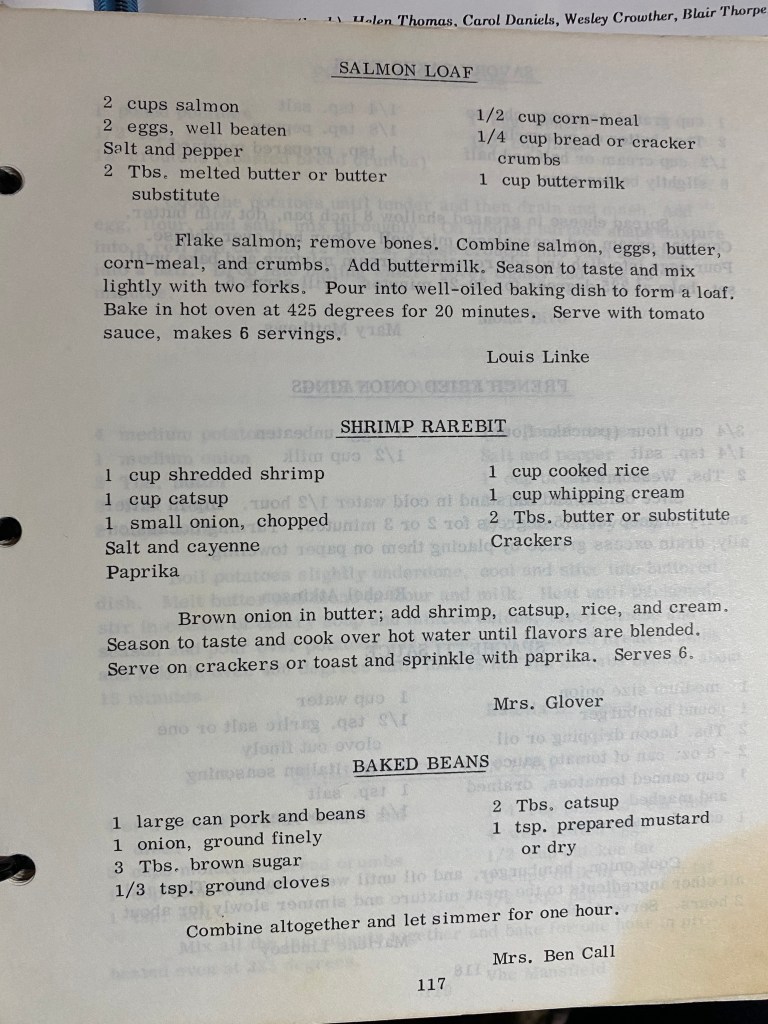 Helen Thomas, Carol Daniels, Wesley Crowther, Blair Thorpe
SALMON LOAF
2 cups salmon
2 eggs, well beaten
Salt and pepper
2 Tbs. melted butter or butter
substitute
1/2 cup corn-meal
1/4 cup bread or cracker
crumbs
1 cup buttermilk
Flake salmon; remove bones. Combine salmon, eggs, butter,
corn-meal, and crumbs. Add buttermilk. Season to taste and mix
lightly with two forks. Pour into well-oiled baking dish to form a loaf.
Bake in hot oven at 425 degrees for 20 minutes. Serve with tomato
sauce, makes 6 servings.
Louis Linke
SHRIMP RAREBIT
1 cup shredded shrimp
1 cup catsup
1 small onion, chopped
Salt and cayenne
Paprika
1 cup cooked rice
1 cup whipping cream
2 Tbs. butter or substitute
Crackers
Brown onion in butter; add shrimp, catsup, rice, and cream.
Season to taste and cook over hot water until flavors are blended.
Serve on crackers or toast and sprinkle with paprika. Serves 6.
Mrs. Glover
BAKED BEANS
1 large can pork and beans
1 onion, ground finely
3 Tbs. brown sugar
1/3 tsp. ground cloves
2 Tbs. catsup
1 tsp. prepared mustard
or dry
Combine altogether and let simmer for one hour.
Mrs. Ben Call
117